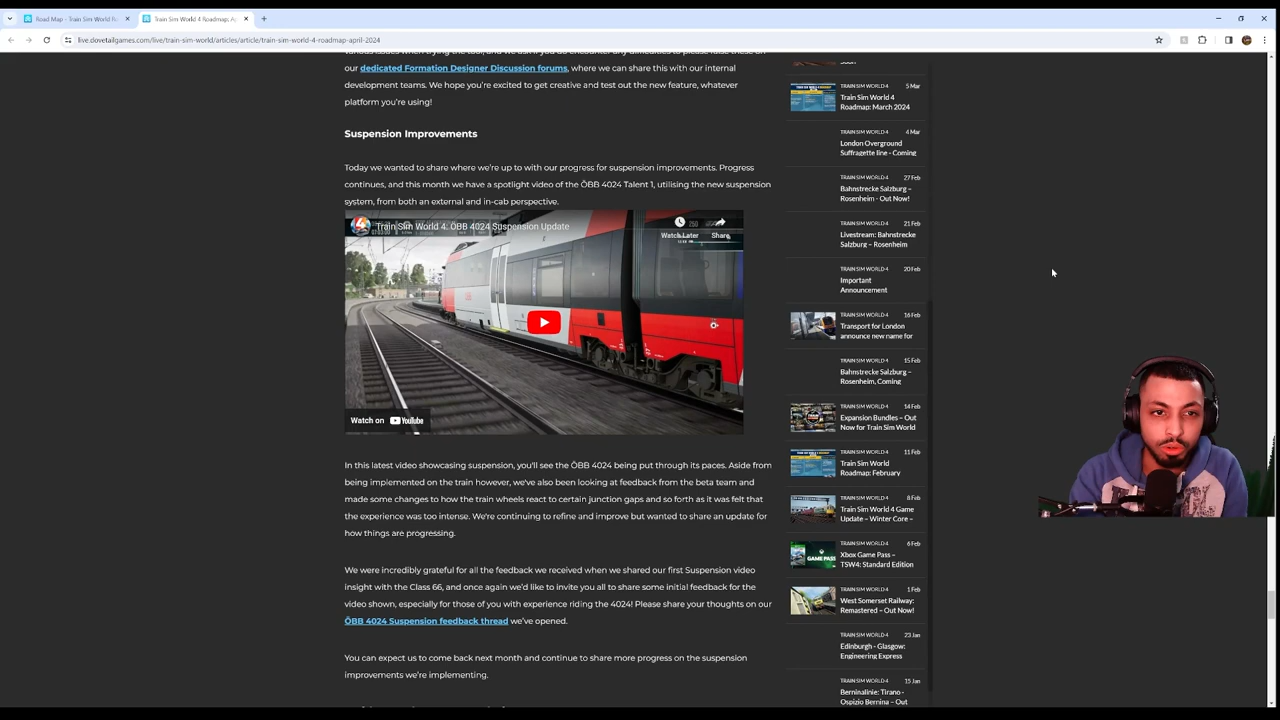 Road Map - Train Sim World R
Train Sim World 4 Roadmap: Ap
live.dovetailgames.com/live/train-sim-world/articles/article/train-sim-world-4-roadmap-april-2024
our dedicated Formation Designer Discussion forums, where we can share this with our internal
development teams. We hope you're excited to get creative and test out the new feature, whatever
platform you're using!
Suspension Improvements
Today we wanted to share where we're up to with our progress for suspension improvements. Progress
continues, and this month we have a spotlight video of the ÖBB 4024 Talent 1, utilising the new suspension
system, from both an external and in-cab perspective.
Train Sim World 4: ÖBB 4024 Suspension Update
Watch Later
Share
Watch on YouTube
In this latest video showcasing suspension, you'll see the ÖBB 4024 being put through its paces. Aside from
being implemented on the train however, we've also been looking at feedback from the beta team and
made some changes to how the train wheels react to certain junction gaps and so forth as it was felt that
the experience was too intense. We're continuing to refine and improve but wanted to share an update for
how things are progressing.
We were incredibly grateful for all the feedback we received when we shared our first Suspension video
insight with the Class 66, and once again we'd like to invite you all to share some initial feedback for the
video shown, especially for those of you with experience riding the 4024! Please share your thoughts on our
ÖBB 4024 Suspension feedback thread we've opened.
You can expect us to come back next month and continue to share more progress on the suspension
improvements we're implementing.
5 Mar
Train Sim World 4
Roadmap: March 2024
TRAIN SIM WORLD 4
4 Mar
London Overground
Suffragette line - Coming
TRAIN SIM WORLD 4
27 Feb
Bahnstrecke Salzburg –
Rosenheim - Out Now!
TRAIN SIM WORLD 4
21 Feb
Livestream: Bahnstrecke
Salzburg – Rosenheim
TRAIN SIM WORLD 4
20 Feb
Important
Announcement
TRAIN SIM WORLD 4
16 Feb
Transport for London
announce new name for
TRAIN SIM WORLD 4
15 Feb
Bahnstrecke Salzburg –
Rosenheim, Coming
TRAIN SIM WORLD 4
14 Feb
Expansion Bundles – Out
Now for Train Sim World
TRAIN SIM WORLD 4
11 Feb
Train Sim World
Roadmap: February
TRAIN SIM WORLD 4
8 Feb
Train Sim World 4 Game
Update – Winter Core –
TRAIN SIM WORLD 4
6 Feb
Xbox Game Pass –
TSW4: Standard Edition
GAME PASS
TRAIN SIM WORLD 4
1 Feb
West Somerset Railway:
Remastered – Out Now!
TRAIN SIM WORLD 4
23 Jan
Edinburgh - Glasgow:
Engineering Express
TRAIN SIM WORLD 4
15 Jan
Berninalinie: Tirano -
Ospizio Bernina – Out